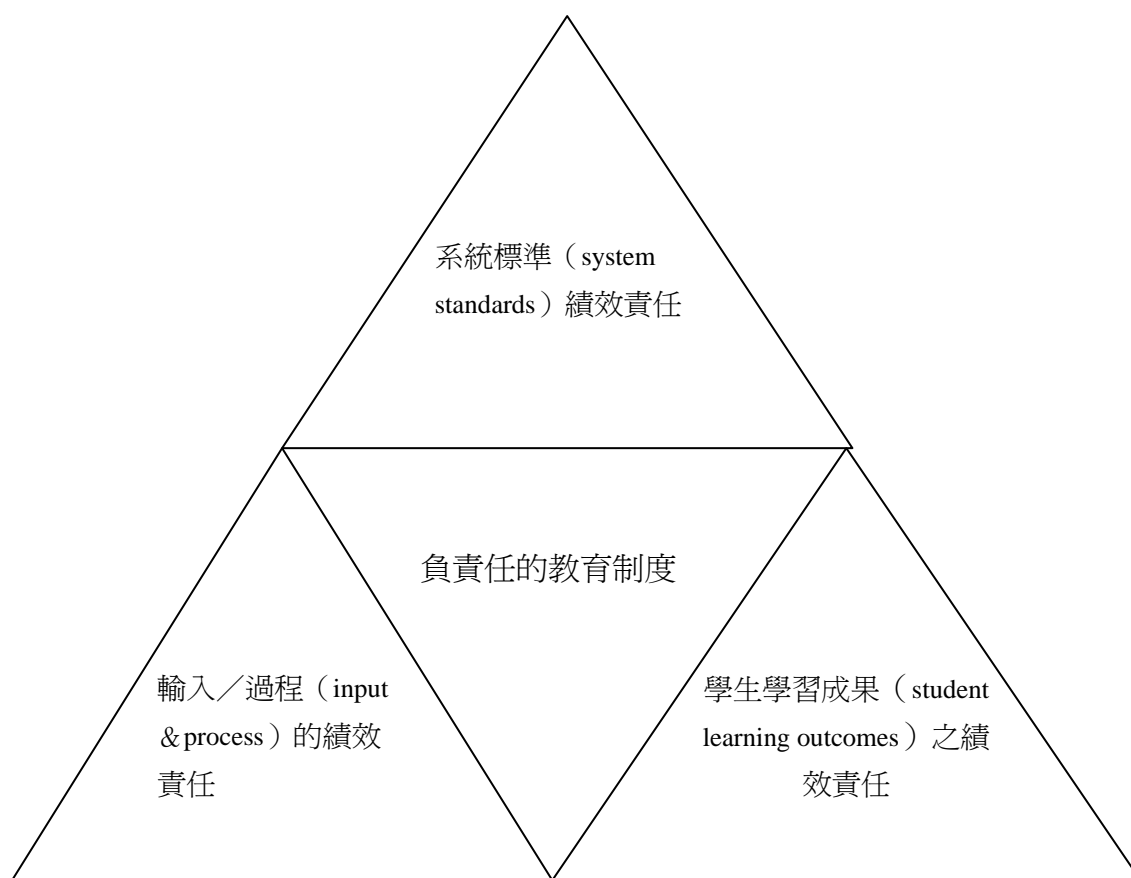 系統標準（system
standards）績效責任
負責任的教育制度
輸入／過程（input
＆process）的績效
責任
學生學習成果（student
learning outcomes）之績
效責任